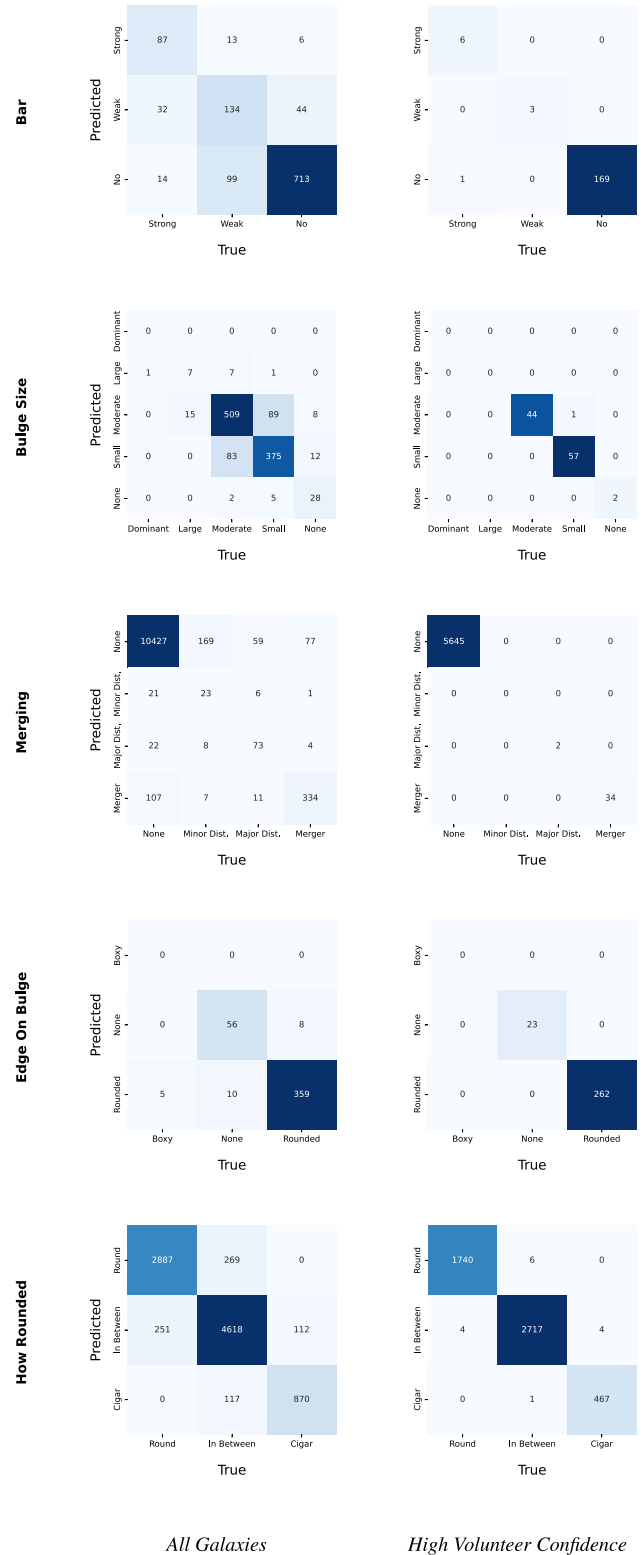 Bar
Predicted
Strong 87 13 6
Weak 32 134 44
No 14 99 713
Strong Weak No
True
Strong 6 0 0
Weak 0 3 0
No 1 0 169
Strong Weak No
True
Bulge Size
Predicted
Dominant 0 0 0 0 0
Large 1 7 7 1 0
Moderate 0 15 509 89 8
Small 0 0 83 375 12
None 0 0 2 5 28
Dominant Large Moderate Small None
True
Dominant 0 0 0 0 0
Large 0 0 0 0 0
Moderate 0 0 44 1 0
Small 0 0 0 57 0
None 0 0 0 0 2
Dominant Large Moderate Small None
True
Merging
Predicted
None 10427 169 59 77
Minor Dist. 21 23 6 1
Major Dist. 22 8 73 4
Merger 107 7 11 334
None Minor Dist. Major Dist. Merger
True
None 5645 0 0 0
Minor Dist. 0 0 0 0
Major Dist. 0 0 2 0
Merger 0 0 0 34
None Minor Dist. Major Dist. Merger
True
Edge On Bulge
Predicted
Boxy 0 0 0
None 0 56 8
Rounded 5 10 359
Boxy None Rounded
True
Boxy 0 0 0
None 0 23 0
Rounded 0 0 262
Boxy None Rounded
True
How Rounded
Predicted
Round 2887 269 0
In Between 251 4618 112
Cigar 0 117 870
Round In Between Cigar
True
Round 1740 6 0
In Between 4 2717 4
Cigar 0 1 467
Round In Between Cigar
True
All Galaxies
High Volunteer Confidence